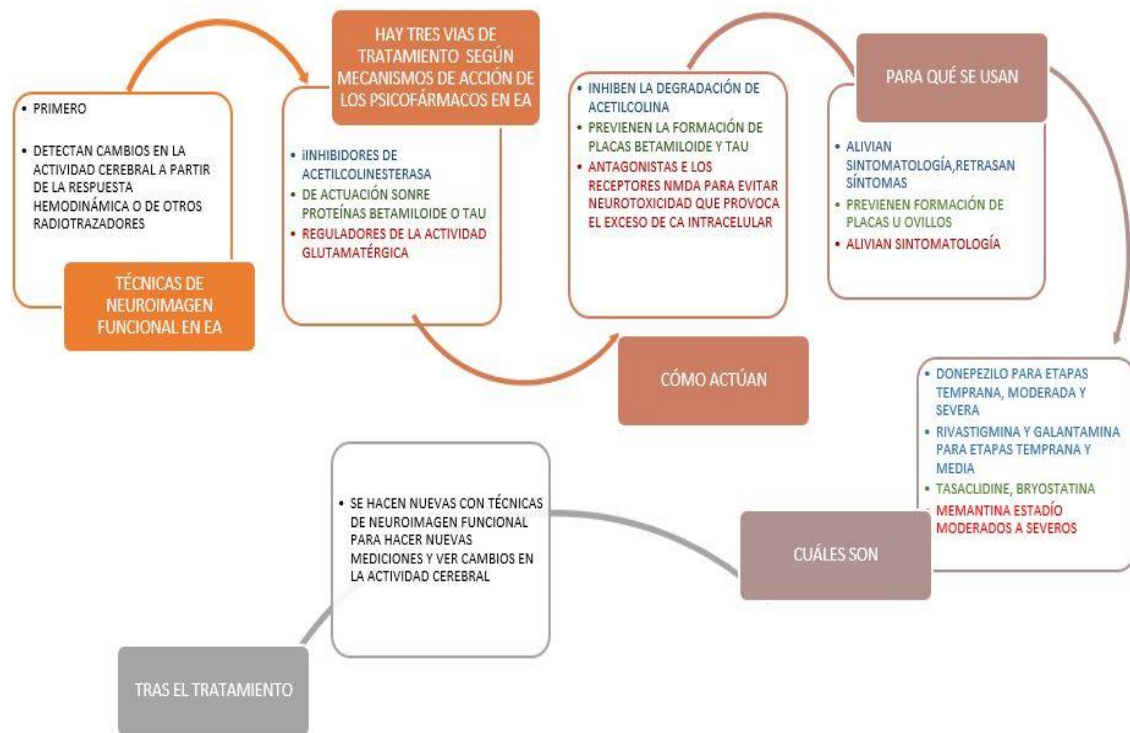 • PRIMERO
• DETECTAN CAMBIOS EN LA
ACTIVIDAD CEREBRAL A PARTIR
DE LA RESPUESTA
HEMODINÁMICA O DE OTROS
RADIOTRAZADORES
TÉCNICAS DE
NEUROIMAGEN
FUNCIONAL EN EA
HAY TRES VIAS DE
TRATAMIENTO SEGÚN
MECANISMOS DE ACCIÓN DE
LOS PSICOFÁRMACOS EN EA
• iINHIBIDORES DE
ACETILCOLINESTERASA
• DE ACTUACIÓN SONRE
PROTEÍNAS BETAMILOIDE O TAU
• REGULADORES DE LA ACTIVIDAD
GLUTAMATÉRGICA
• INHIBEN LA DEGRADACIÓN DE
ACETILCOLINA
• PREVIENEN LA FORMACIÓN DE
PLACAS BETAMILOIDE Y TAU
• ANTAGONISTAS E LOS
RECEPTORES NMDA PARA EVITAR
NEUROTOXICIDAD QUE PROVOCA
EL EXCESO DE CA INTRACELULAR
CÓMO ACTÚAN
PARA QUÉ SE USAN
• ALIVIAN
SINTOMATOLOGÍA,RETRASAN
SÍNTOMAS
• PREVIENEN FORMACIÓN DE
PLACAS U OVILLOS
• ALIVIAN SINTOMATOLOGÍA
• DONEPEZILO PARA ETAPAS
TEMPRANA, MODERADA Y
SEVERA
• RIVASTIGMINA Y GALANTAMINA
PARA ETAPAS TEMPRANA Y
MEDIA
• TASACLIDINE, BRYOSTATINA
• MEMANTINA ESTADÍO
MODERADOS A SEVEROS
CUÁLES SON
• SE HACEN NUEVAS CON TÉCNICAS
DE NEUROIMAGEN FUNCIONAL
PARA HACER NUEVAS
MEDICIONES Y VER CAMBIOS EN
LA ACTIVIDAD CEREBRAL
TRAS EL TRATAMIENTO